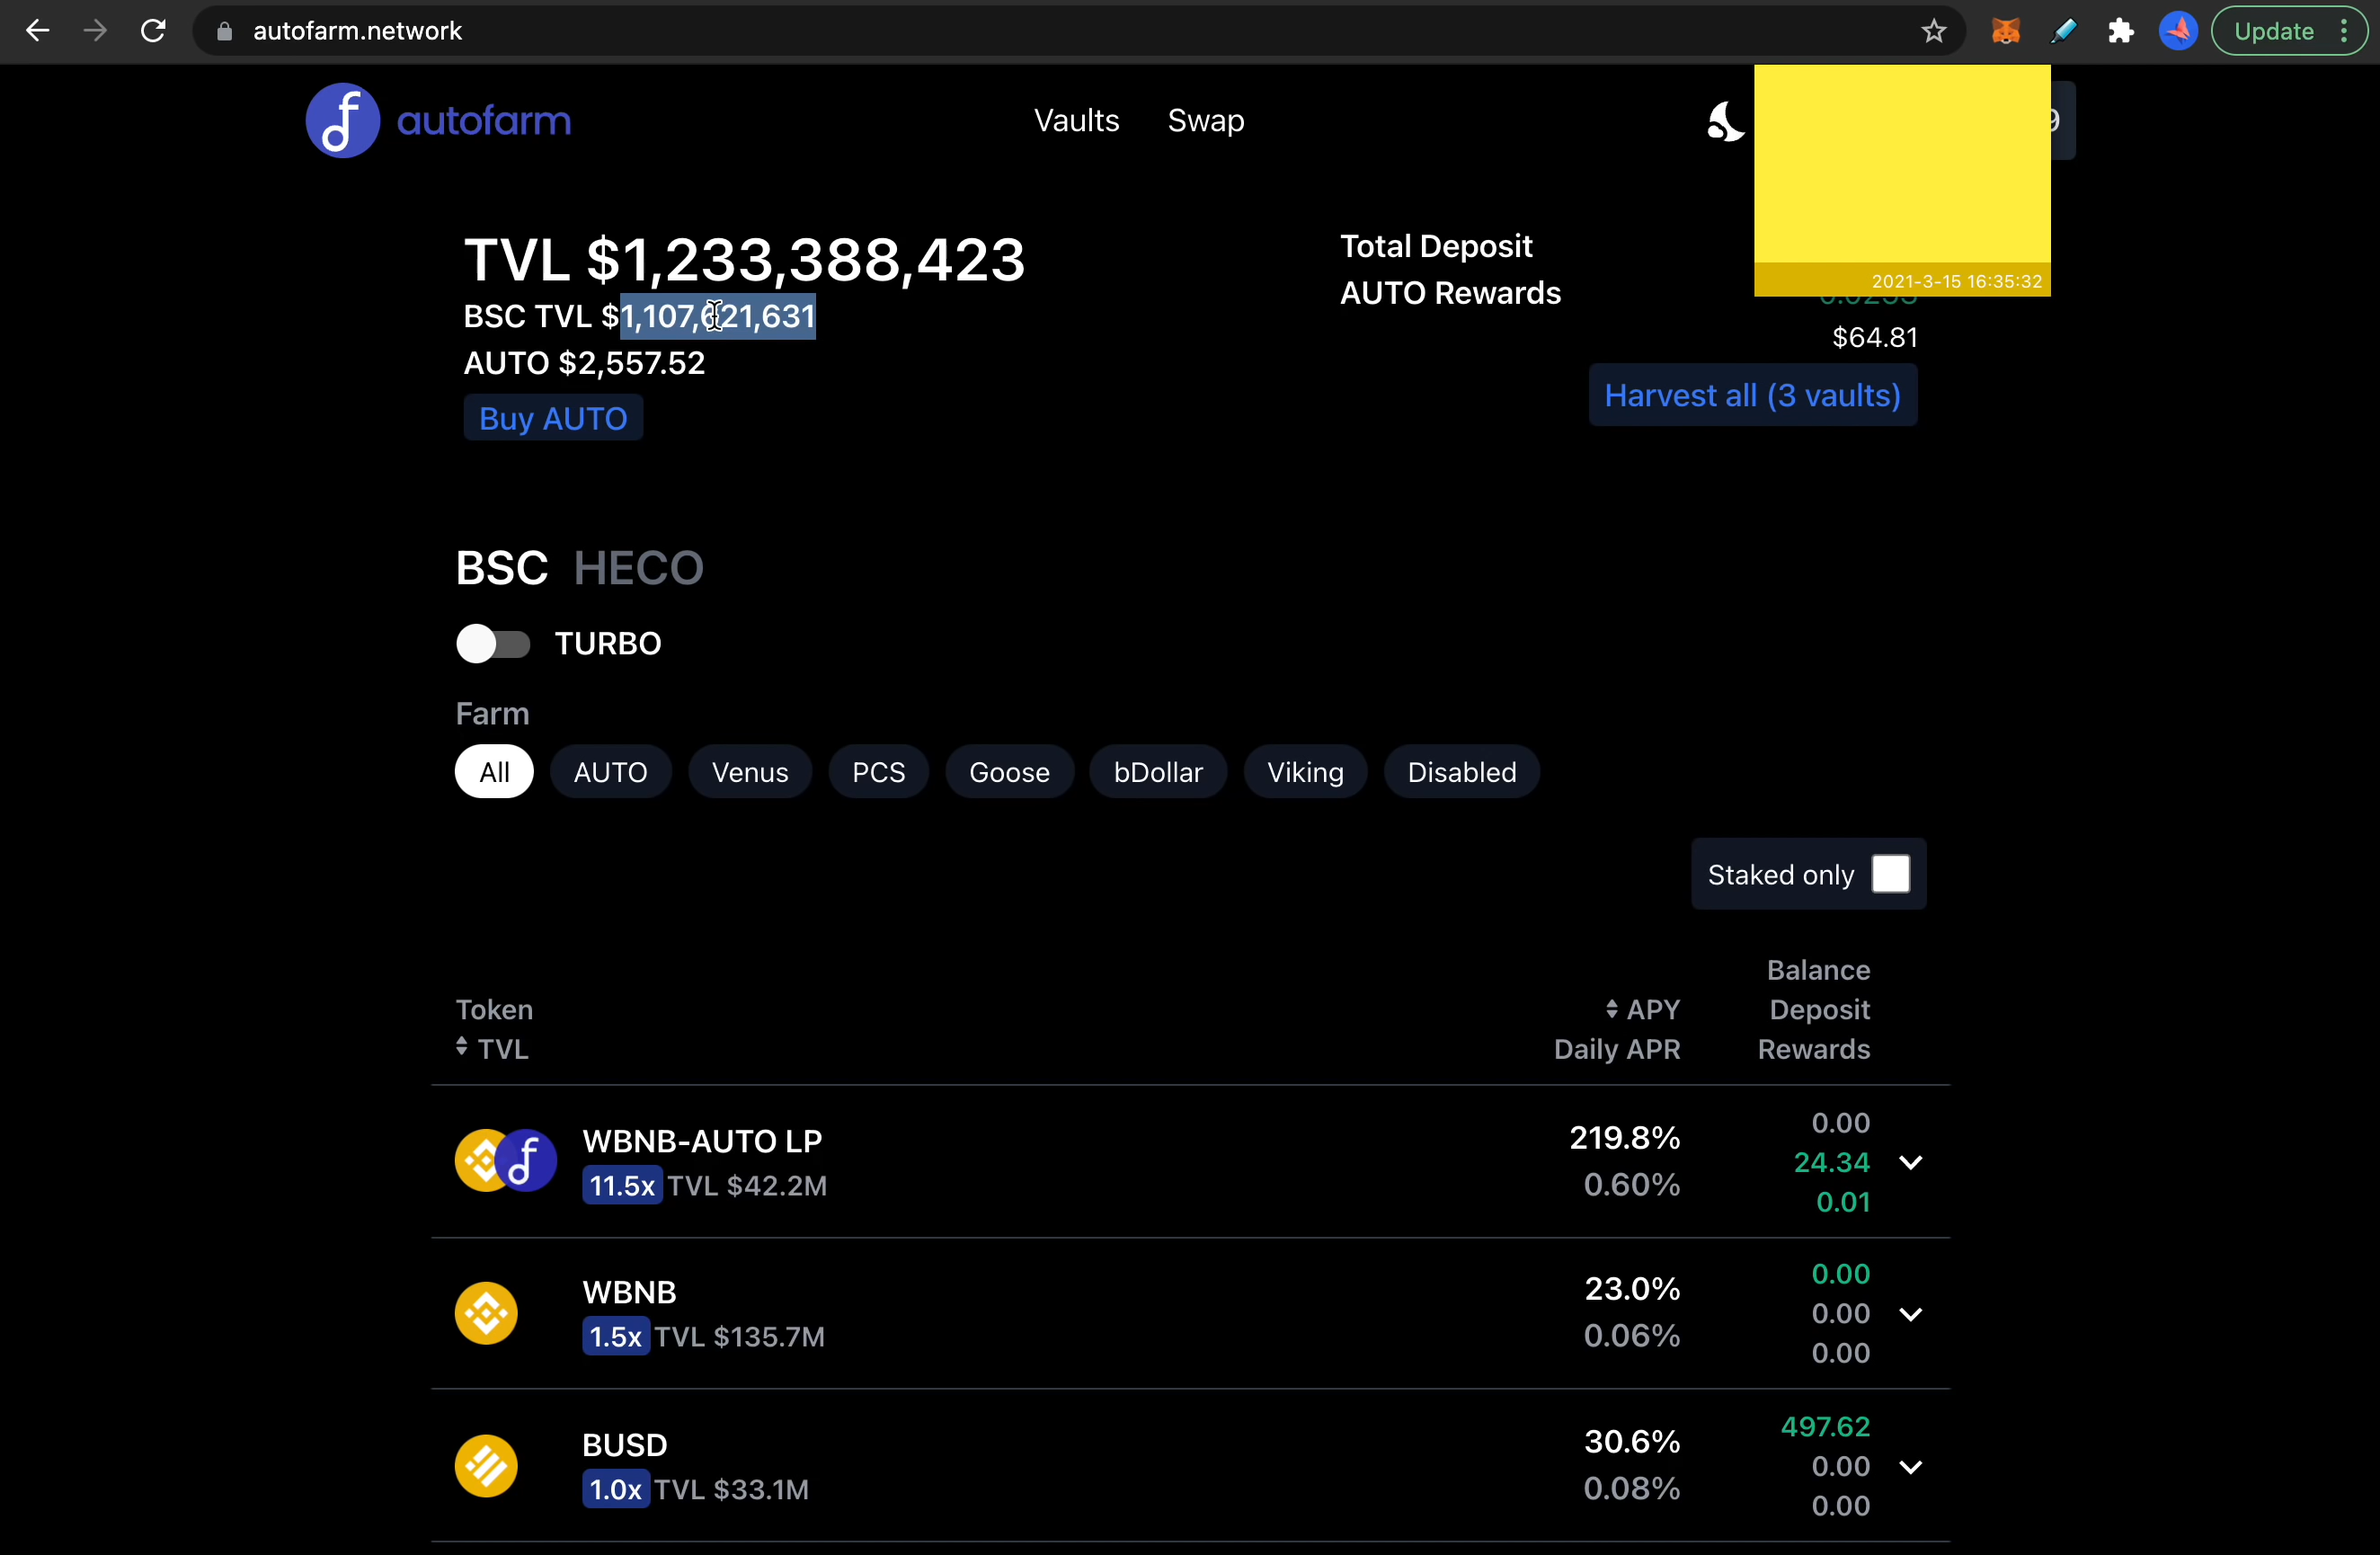 autofarm.network
Update
autofarm
Vaults
Swap
9
2021-3-15 16:35:32
TVL $1,233,388,423
BSC TVL $1,107,621,631
AUTO $2,557.52
Buy AUTO
Total Deposit
AUTO Rewards
$64.81
Harvest all (3 vaults)
BSC HECO
TURBO
Farm
All AUTO Venus PCS Goose bDollar Viking Disabled
Staked only
Token
TVL
APY
Daily APR
Balance
Deposit
Rewards
WBNB-AUTO LP
11.5x TVL $42.2M
219.8%
0.60%
0.00
24.34
0.01
WBNB
1.5x TVL $135.7M
23.0%
0.06%
0.00
0.00
0.00
BUSD
1.0x TVL $33.1M
30.6%
0.08%
497.62
0.00
0.00